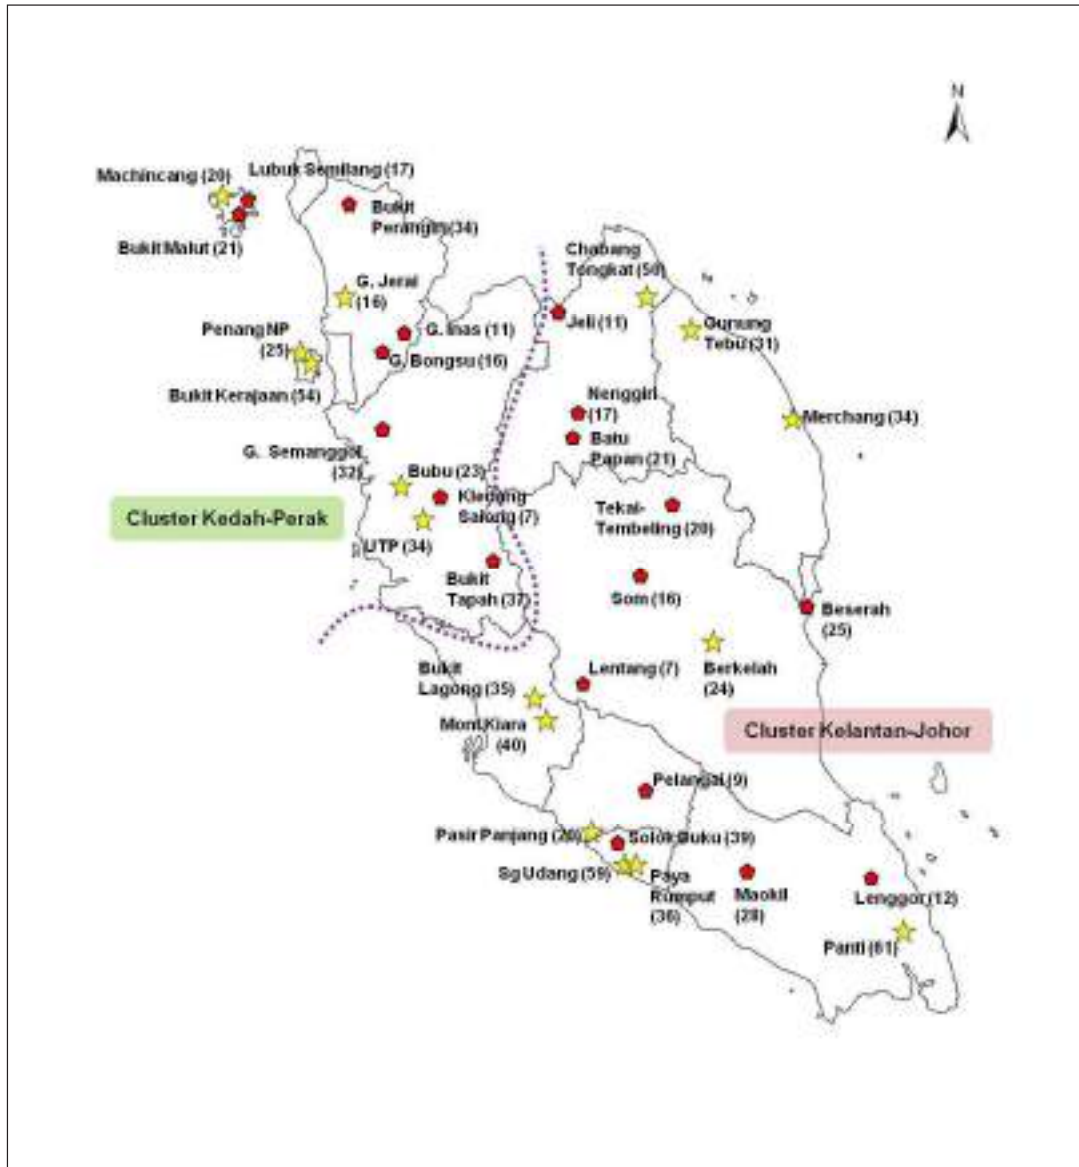 N
Machincang (20)
Lubuk Semilang (17)
Bukit
Perangin (34)
Bukit Malut (21)
Chabang
Tongkat (50)
G. Jerai
(16)
Jeli (11)
Gunung
Tebu (31)
Penang NP
(25)
G. Inas (11)
G. Bongsu (16)
Bukit Kerajaan (54)
Nenggiri
(17)
Merchang (34)
Batu
Papan (21)
G. Semanggol
(32)
Bubu (23)
Kledang
Saiong (7)
Cluster Kedah-Perak
Tekai-
Tembeling (20)
UTP (34)
Bukit
Tapah (37)
Som (16)
Beserah
(25)
Bukit
Lagong (35)
Lentang (7)
Berkelah
(24)
Mont Kiara
(40)
Cluster Kelantan-Johor
Pelangai (9)
Pasir Panjang (20)
Solok Buku (39)
Sg Udang (59)
Paya
Rumput
(36)
Maokil
(28)
Lenggor (12)
Panti (61)